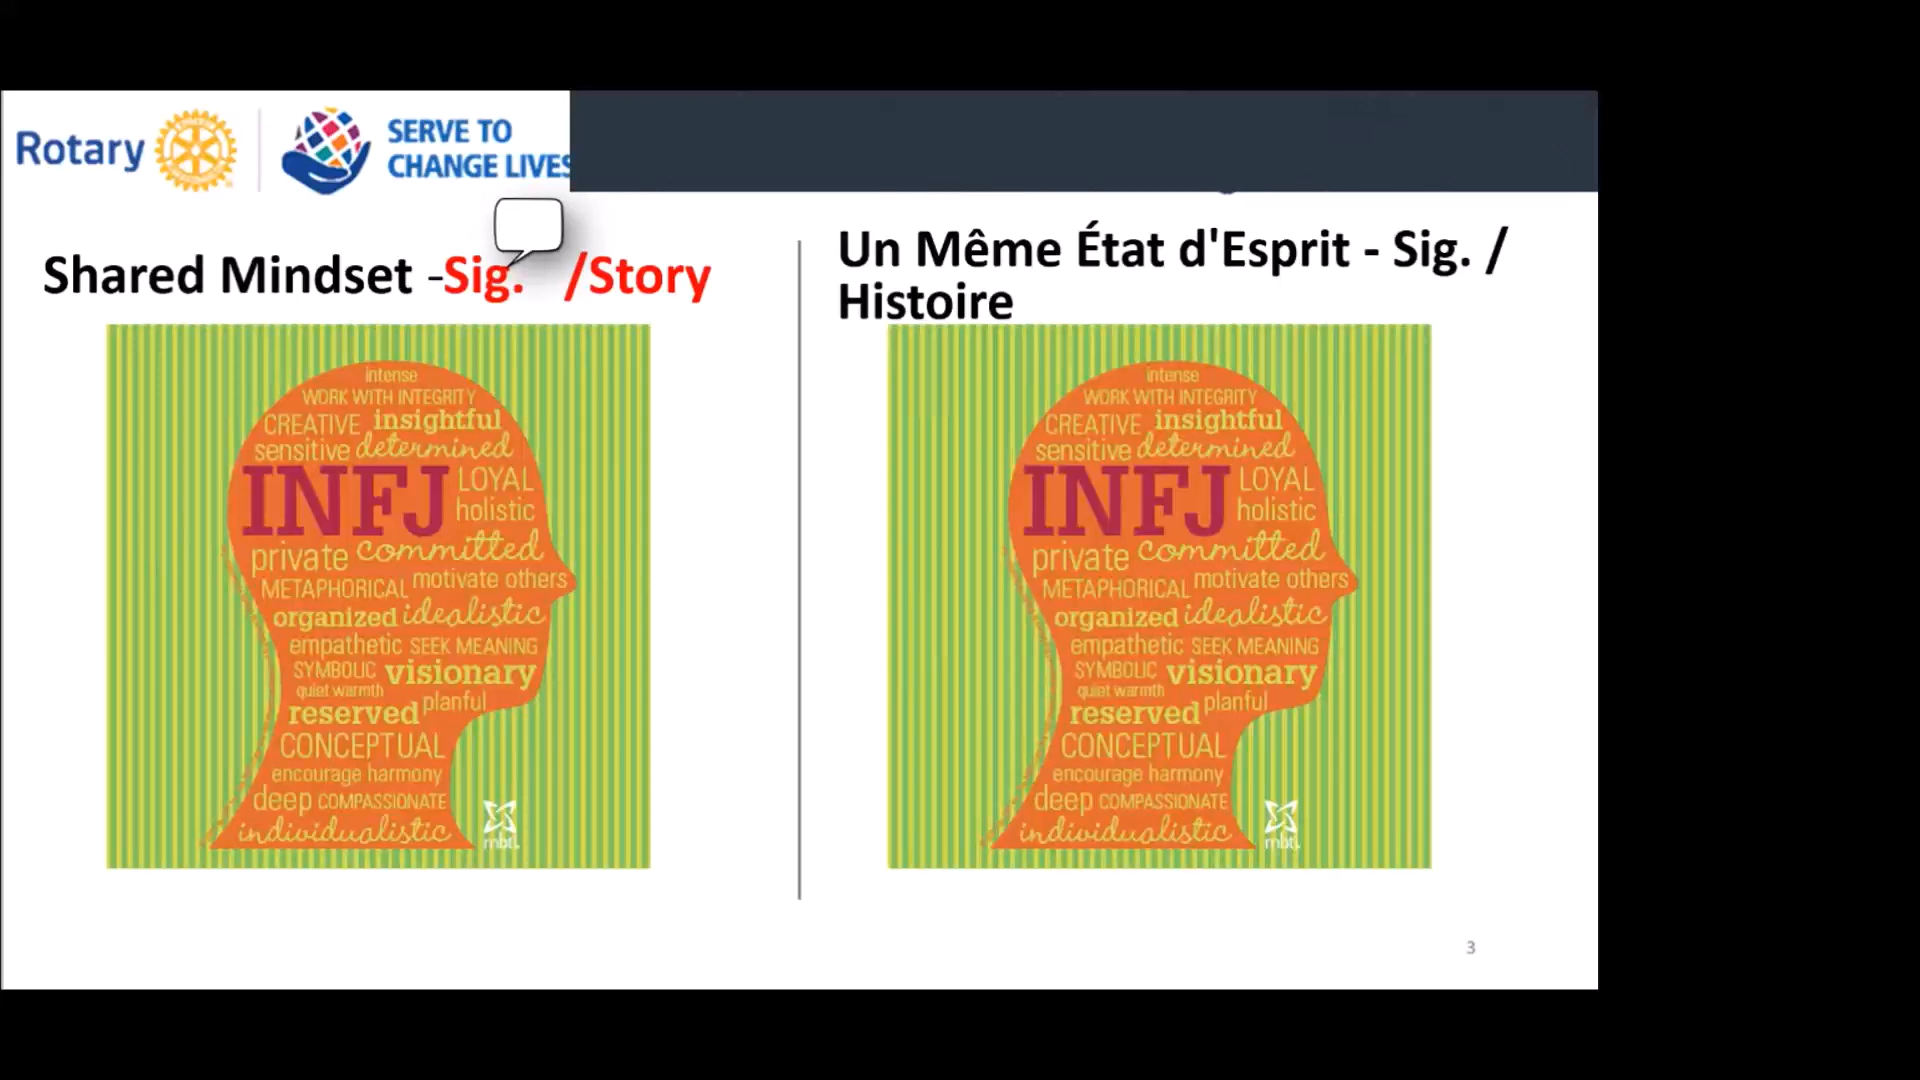 Rotary
SERVE TO
CHANGE LIVES
Shared Mindset -Sig. /Story
intense
WORK WITH INTEGRITY
CREATIVE insightful
sensitive determined
INFJ LOYAL
holistic
private committed
METAPHORICAL motivate others
organized idealistic
empathetic SEEK MEANING
SYMBOLIC visionary
quiet warmth
reserved planful
CONCEPTUAL
encourage harmony
deep COMPASSIONATE
individualistic
mbti
Un Même État d'Esprit - Sig. /
Histoire
intense
WORK WITH INTEGRITY
CREATIVE insightful
sensitive determined
INFJ LOYAL
holistic
private committed
METAPHORICAL motivate others
organized idealistic
empathetic SEEK MEANING
SYMBOLIC visionary
quiet warmth
reserved planful
CONCEPTUAL
encourage harmony
deep COMPASSIONATE
individualistic
mbti
3